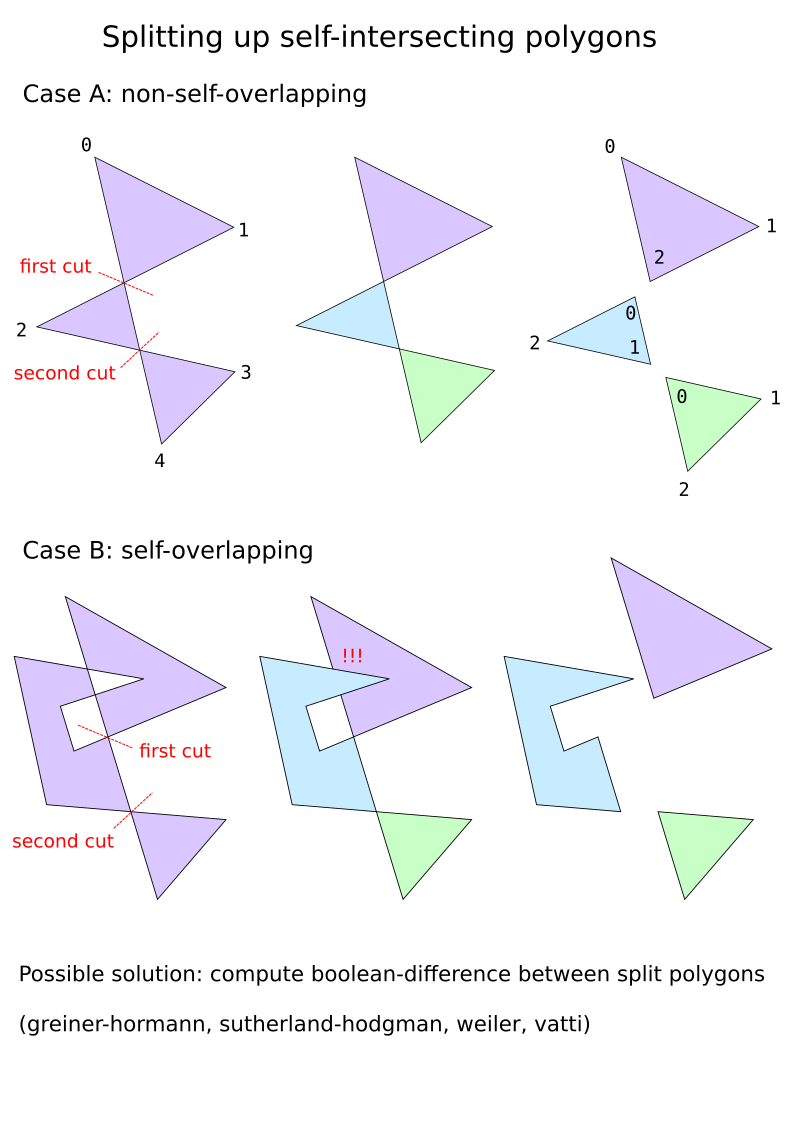 Splitting up self-intersecting polygons
Case A: non-self-overlapping
0
1
first cut
2
second cut
3
4
0
1
2
0
2
1
0
1
2
Case B: self-overlapping
!!!
first cut
second cut
Possible solution: compute boolean-difference between split polygons
(greiner-hormann, sutherland-hodgman, weiler, vatti)